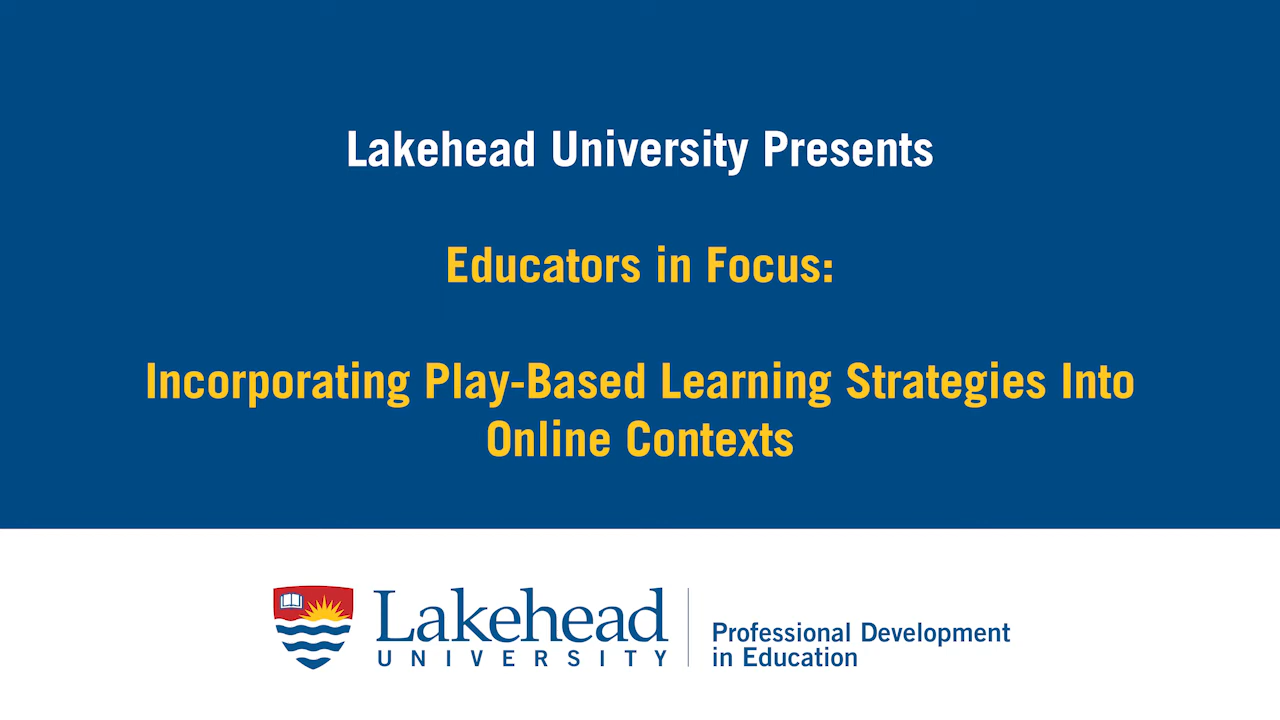 Lakehead University Presents
Educators in Focus:
Incorporating Play-Based Learning Strategies Into
Online Contexts
Lakehead
UNIVERSITY
Professional Development
in Education